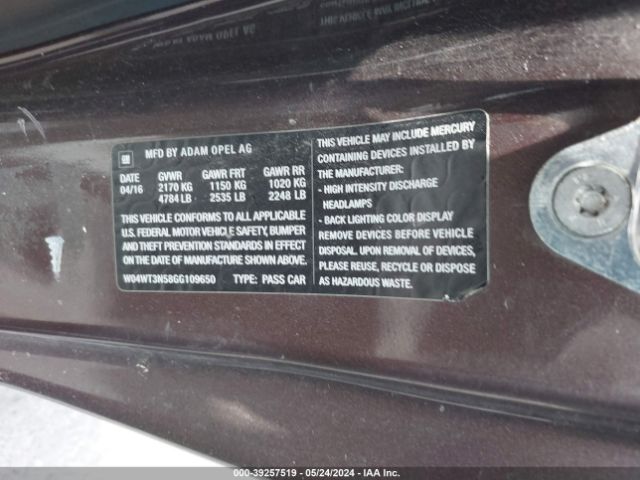 GM MFD BY ADAM OPEL AG
DATE GVWR GAWR FRT GAWR RR
04/16 2170 KG 1150 KG 1020 KG
4784 LB 2535 LB 2248 LB
THIS VEHICLE CONFORMS TO ALL APPLICABLE
U.S. FEDERAL MOTOR VEHICLE SAFETY, BUMPER
AND THEFT PREVENTION STANDARDS IN EFFECT
ON THE DATE OF MANUFACTURE SHOWN ABOVE.
W04WT3N58GG109650 TYPE: PASS CAR
THIS VEHICLE MAY INCLUDE MERCURY
CONTAINING DEVICES INSTALLED BY
THE MANUFACTURER:
- HIGH INTENSITY DISCHARGE
HEADLAMPS
- BACK LIGHTING COLOR DISPLAY
REMOVE DEVICES BEFORE VEHICLE
DISPOSAL. UPON REMOVAL OF DEVICES,
PLEASE REUSE, RECYCLE OR DISPOSE
AS HAZARDOUS WASTE.
000-39257519 - 05/24/2024 - IAAI.COM